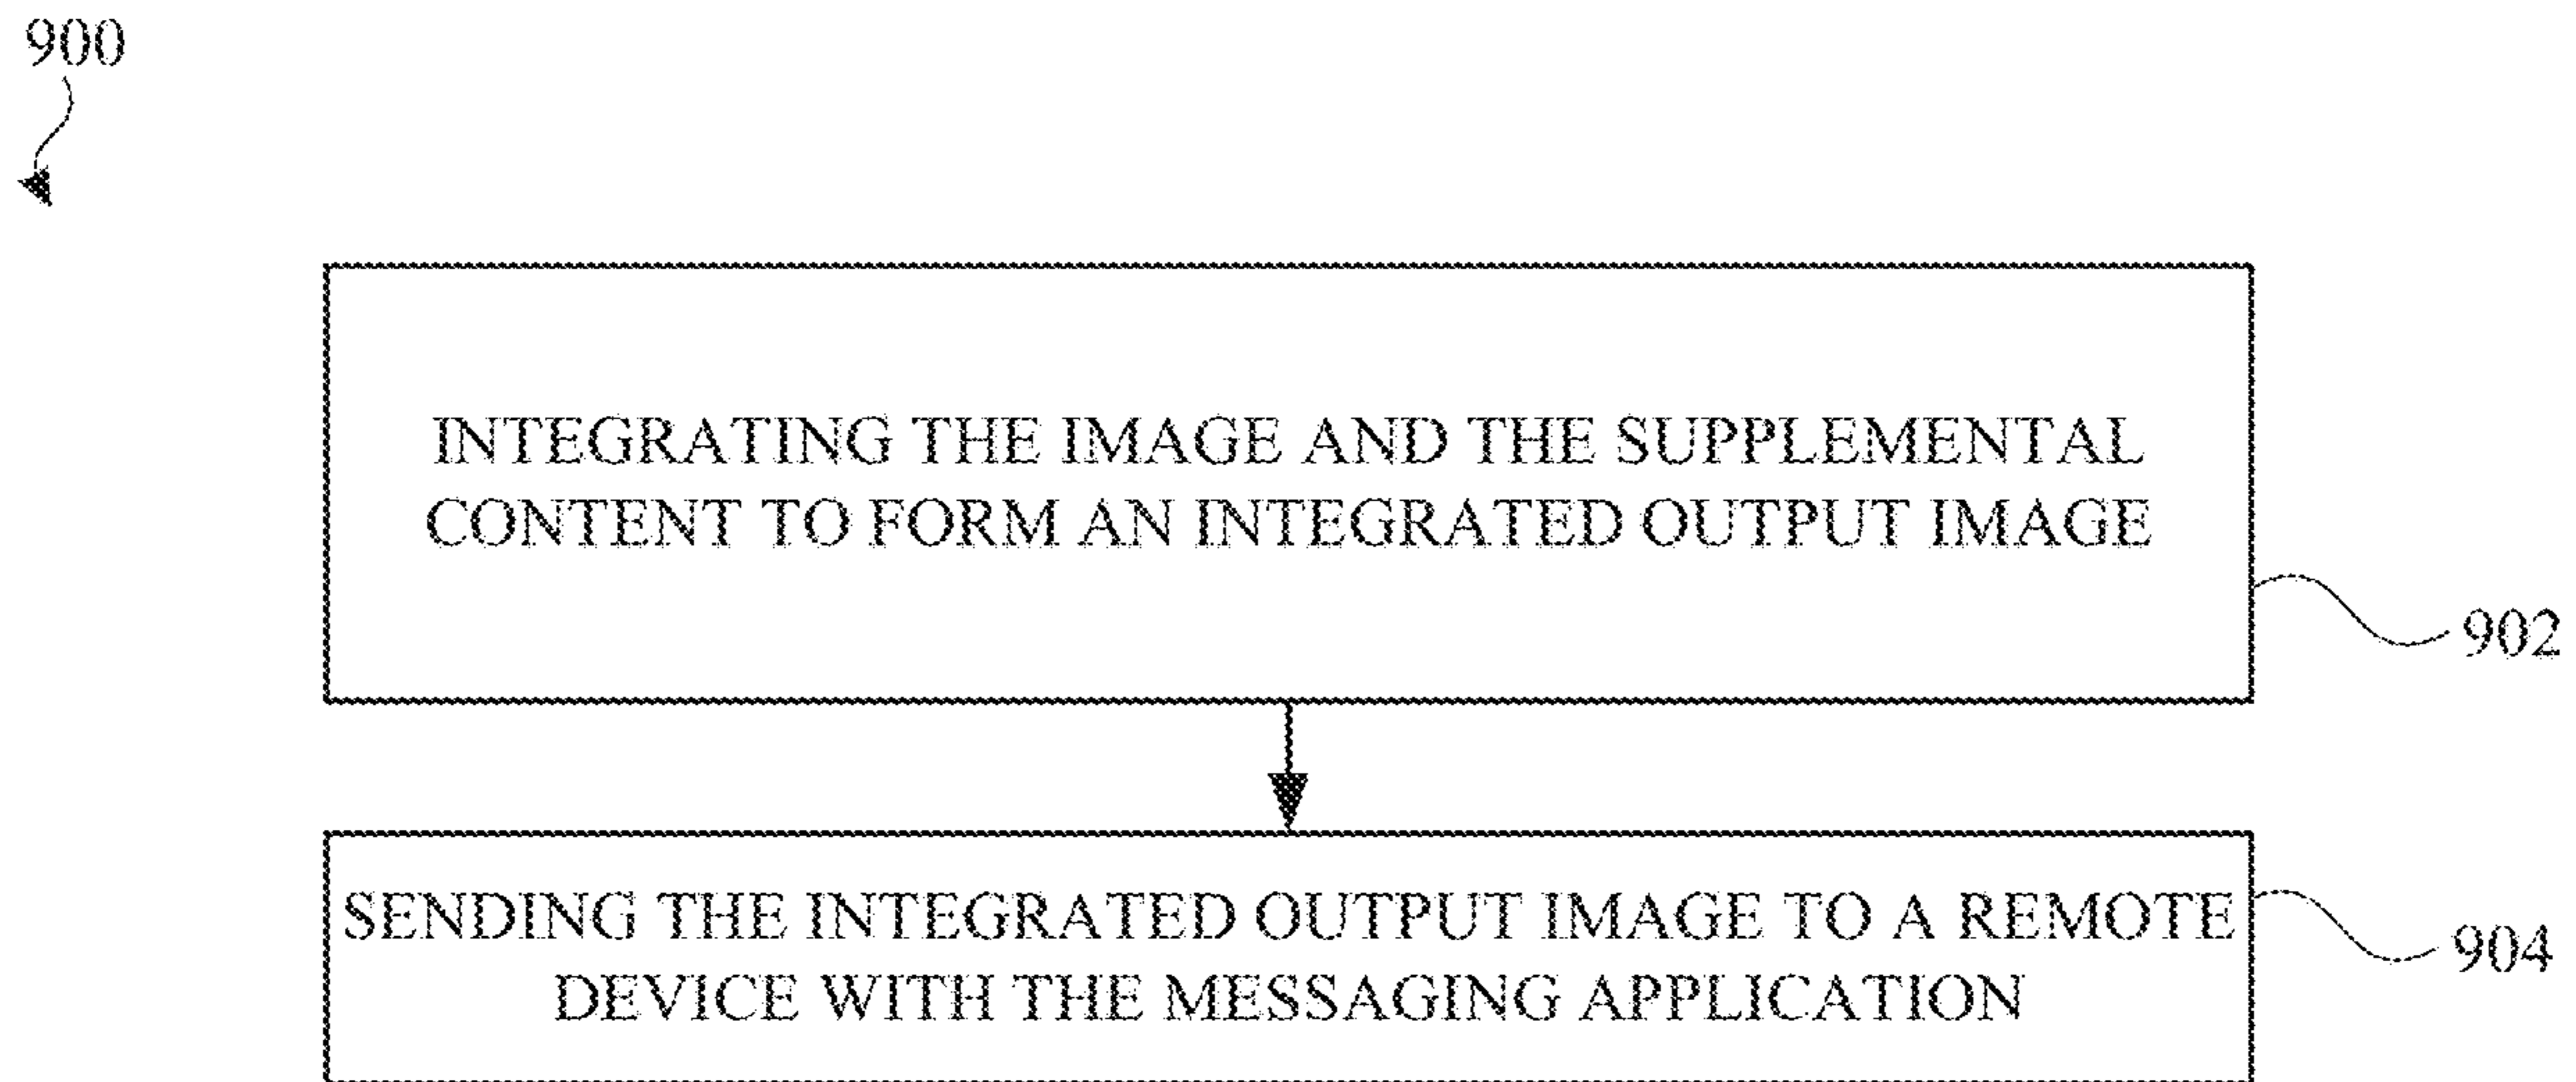 900
INTEGRATING THE IMAGE AND THE SUPPLEMENTAL
CONTENT TO FORM AN INTEGRATED OUTPUT IMAGE
902
SENDING THE INTEGRATED OUTPUT IMAGE TO A REMOTE
DEVICE WITH THE MESSAGING APPLICATION
904